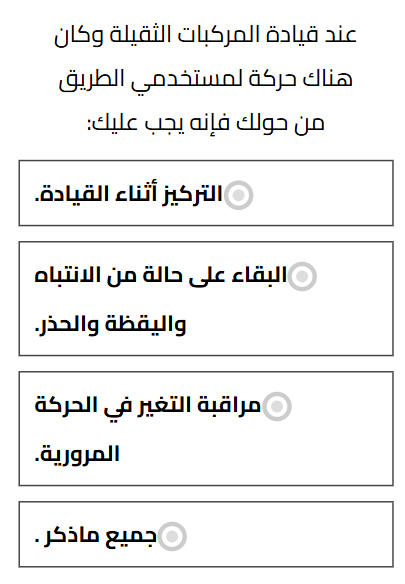 عند قيادة المركبات الثقيلة وكان
هناك حركة لمستخدمي الطريق
من حولك فإنه يجب عليك:
التركيز أثناء القيادة.
البقاء على حالة من الانتباه
واليقظة والحذر.
مراقبة التغير في الحركة
المرورية.
جميع ماذكر .